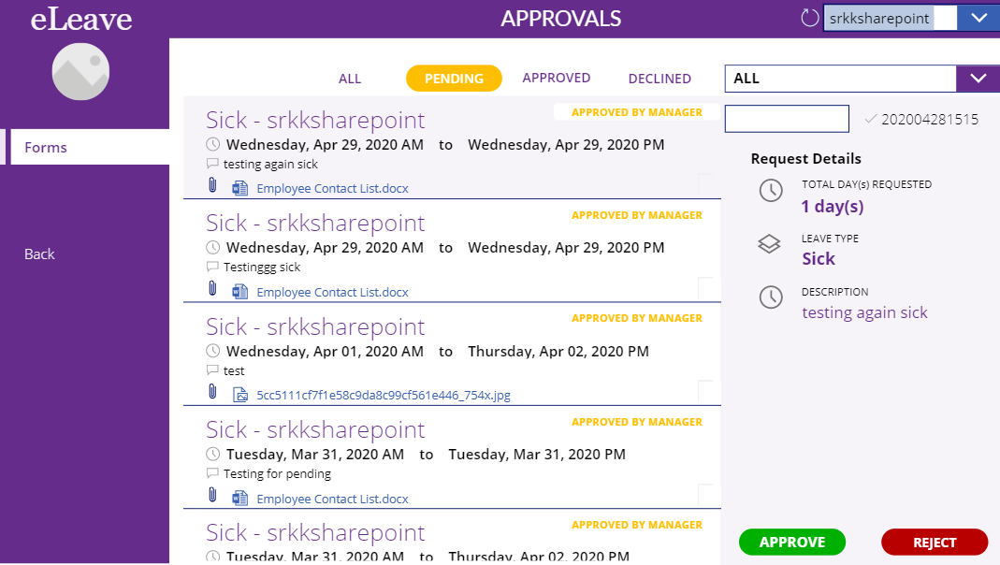 eLeave
APPROVALS
srkksharepoint
ALL PENDING APPROVED DECLINED
ALL
Forms
Back
Sick - srkksharepoint
APPROVED BY MANAGER
Wednesday, Apr 29, 2020 AM to Wednesday, Apr 29, 2020 PM
testing again sick
Employee Contact List.docx
Sick - srkksharepoint
APPROVED BY MANAGER
Wednesday, Apr 29, 2020 AM to Wednesday, Apr 29, 2020 PM
Testinggg sick
Employee Contact List.docx
Sick - srkksharepoint
APPROVED BY MANAGER
Wednesday, Apr 01, 2020 AM to Thursday, Apr 02, 2020 PM
test
5cc5111cf7f1e58c9da8c99cf561e446_754x.jpg
Sick - srkksharepoint
APPROVED BY MANAGER
Tuesday, Mar 31, 2020 AM to Tuesday, Mar 31, 2020 PM
Testing for pending
Employee Contact List.docx
Sick - srkksharepoint
APPROVED BY MANAGER
Tuesday, Mar 31, 2020 AM to Thursday, Apr 02, 2020 PM
202004281515
Request Details
TOTAL DAY(s) REQUESTED
1 day(s)
LEAVE TYPE
Sick
DESCRIPTION
testing again sick
APPROVE
REJECT